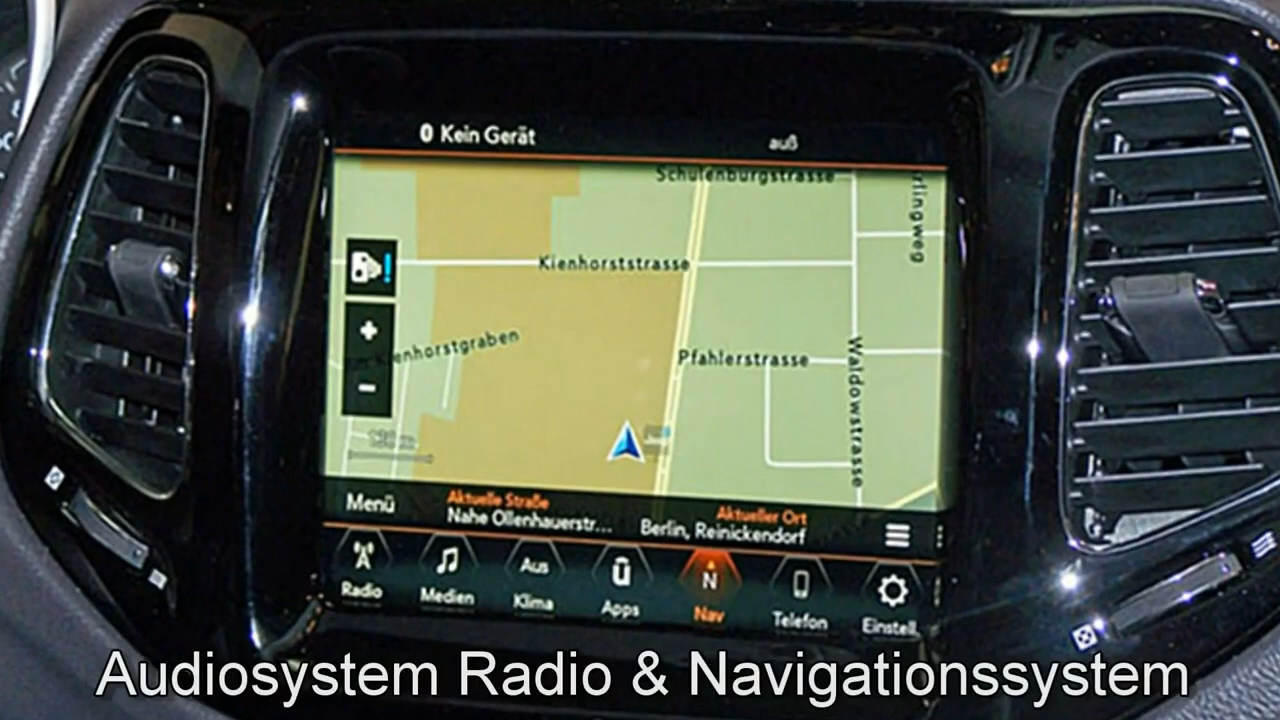 Kein Gerät
auß
Schulenburgstrasse
rlingweg
Kienhorststrasse
+
Kienhorstgraben
Pfahlerstrasse
Waldowstrasse
-
Menü
Aktuelle Straße
Nahe Ollenhauerstr...
Aktueller Ort
Berlin, Reinickendorf
Aus
N
Radio
Medien
Klima
Apps
Nav
Telefon
Einstell.
Audiosystem Radio & Navigationssystem